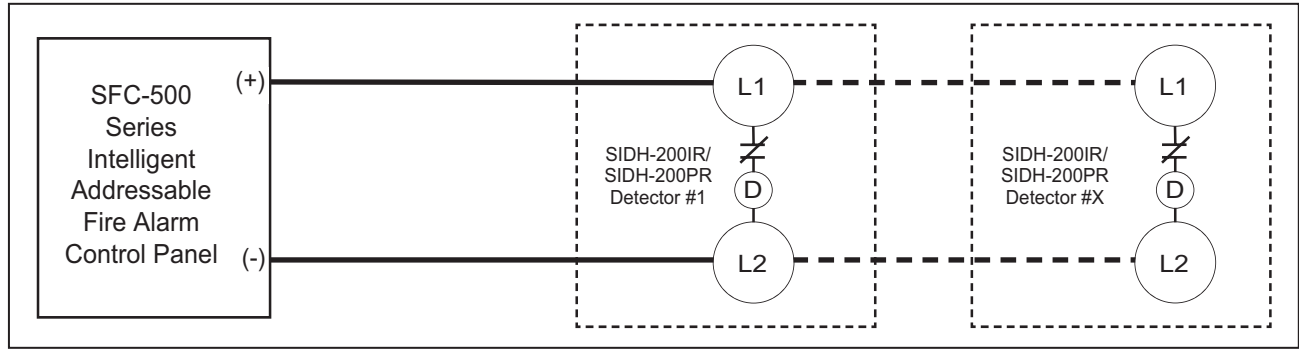 SFC-500
Series
Intelligent
Addressable
Fire Alarm
Control Panel
(+)
(-)
L1
SIDH-200IR/
SIDH-200PR
Detector #1
D
L2
L1
SIDH-200IR/
SIDH-200PR
Detector #X
D
L2